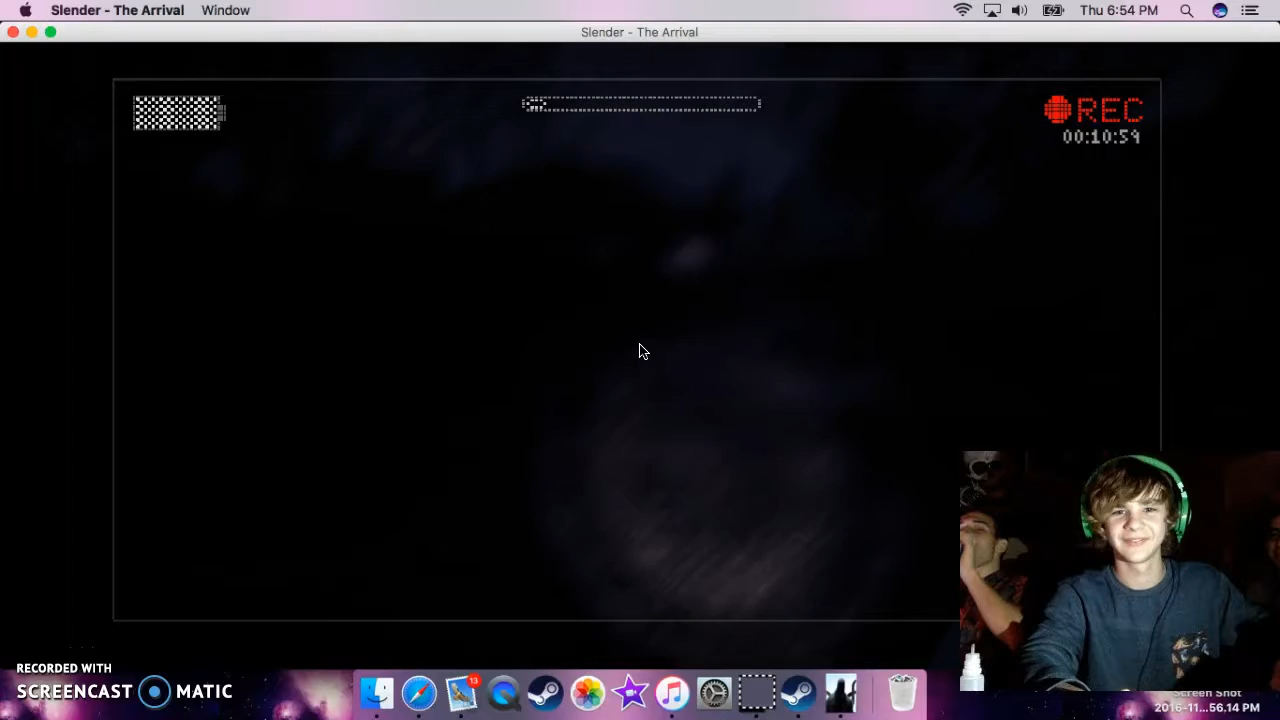 Slender - The Arrival Window Thu 6:54 PM
Slender - The Arrival
REC
00:10:59
13
RECORDED WITH
SCREENCAST MATIC
Screen Shot
2016-11...56.14 PM